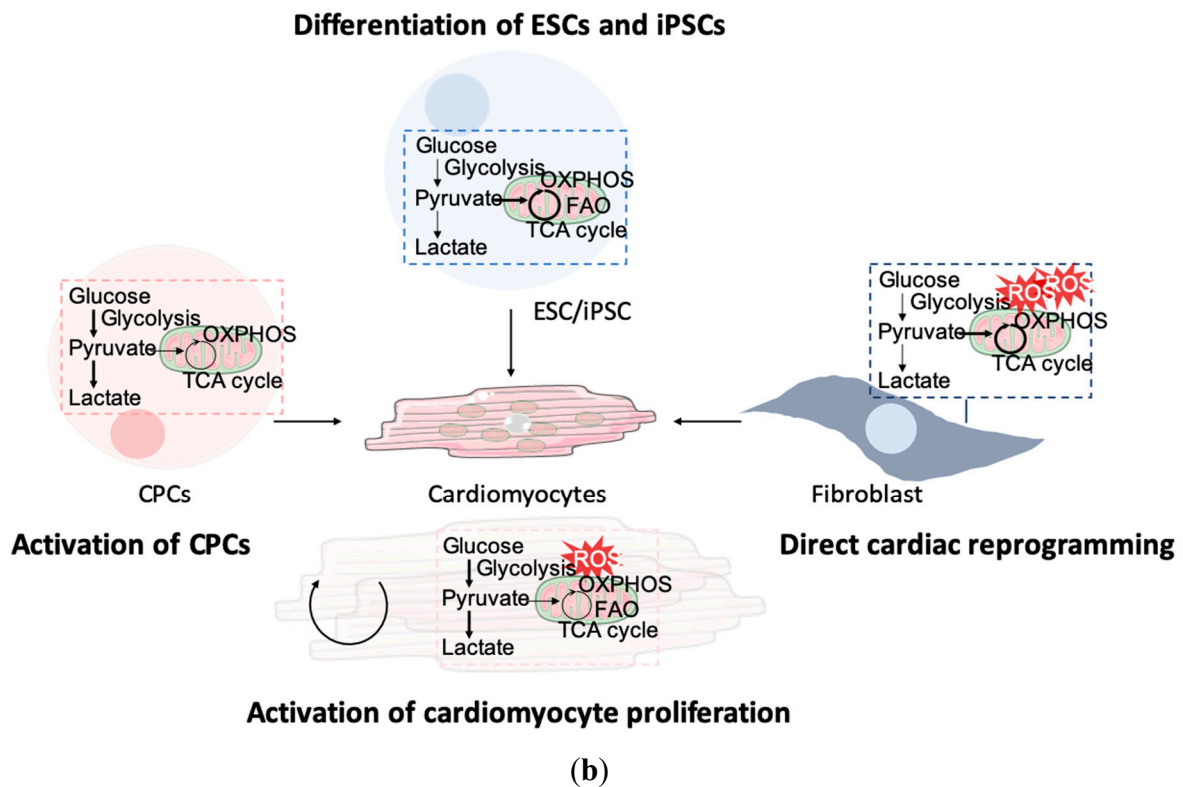 Differentiation of ESCs and iPSCs
Glucose
Glycolysis
OXPHOS
Pyruvate
FAO
TCA cycle
Lactate
ESC/iPSC
Glucose
Glycolysis
OXPHOS
Pyruvate
TCA cycle
Lactate
CPCs
Activation of CPCs
Cardiomyocytes
ROS
ROS
Glucose
Glycolysis
OXPHOS
Pyruvate
TCA cycle
Lactate
Fibroblast
Direct cardiac reprogramming
Glucose
ROS
Glycolysis
OXPHOS
Pyruvate
FAO
TCA cycle
Lactate
Activation of cardiomyocyte proliferation
(b)